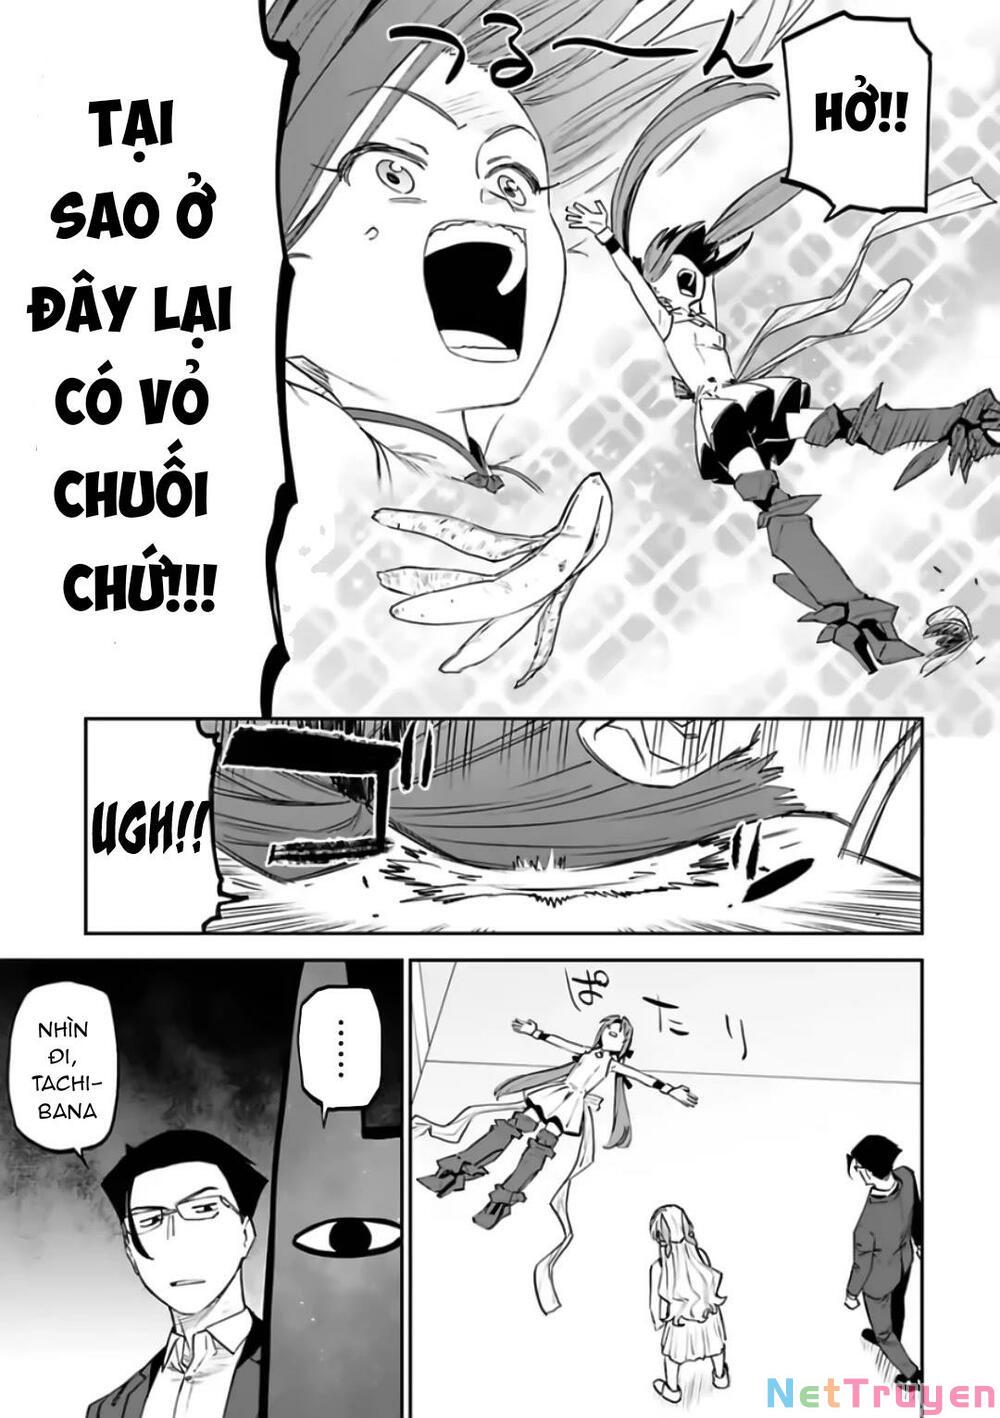 つるーん
HỞ!!
TẠI
SAO Ở
ĐÂY LẠI
CÓ VỎ
CHUỐI
CHỨ!!!
UGH!!
NHÌN
ĐI,
TACHI-
BANA
......
たり
NetTruyen